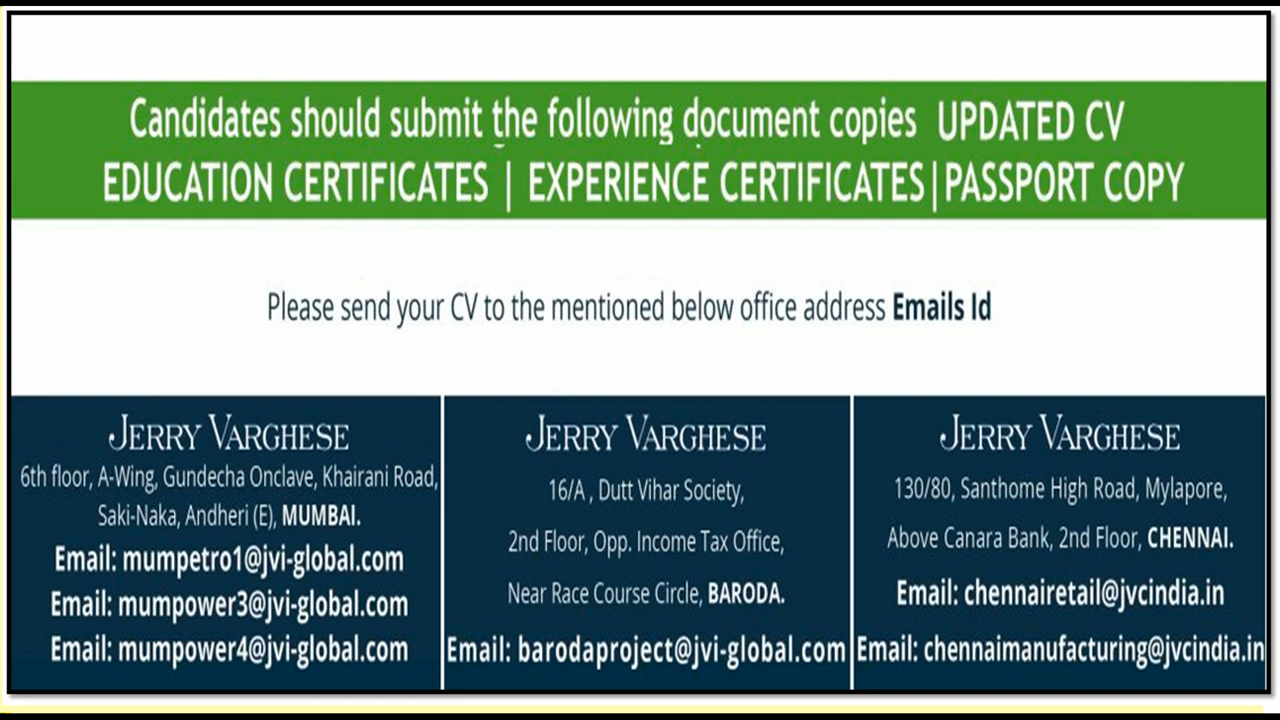 Candidates should submit the following document copies UPDATED CV
EDUCATION CERTIFICATES | EXPERIENCE CERTIFICATES|PASSPORT COPY
Please send your CV to the mentioned below office address Emails Id
JERRY VARGHESE
6th floor, A-Wing, Gundecha Onclave, Khairani Road,
Saki-Naka, Andheri (E), MUMBAI.
Email: mumpetro1@jvi-global.com
Email: mumpower3@jvi-global.com
Email: mumpower4@jvi-global.com
JERRY VARGHESE
16/A , Dutt Vihar Society,
2nd Floor, Opp. Income Tax Office,
Near Race Course Circle, BARODA.
Email: barodaproject@jvi-global.com
JERRY VARGHESE
130/80, Santhome High Road, Mylapore,
Above Canara Bank, 2nd Floor, CHENNAI.
Email: chennairetail@jvcindia.in
Email: chennaimanufacturing@jvcindia.in